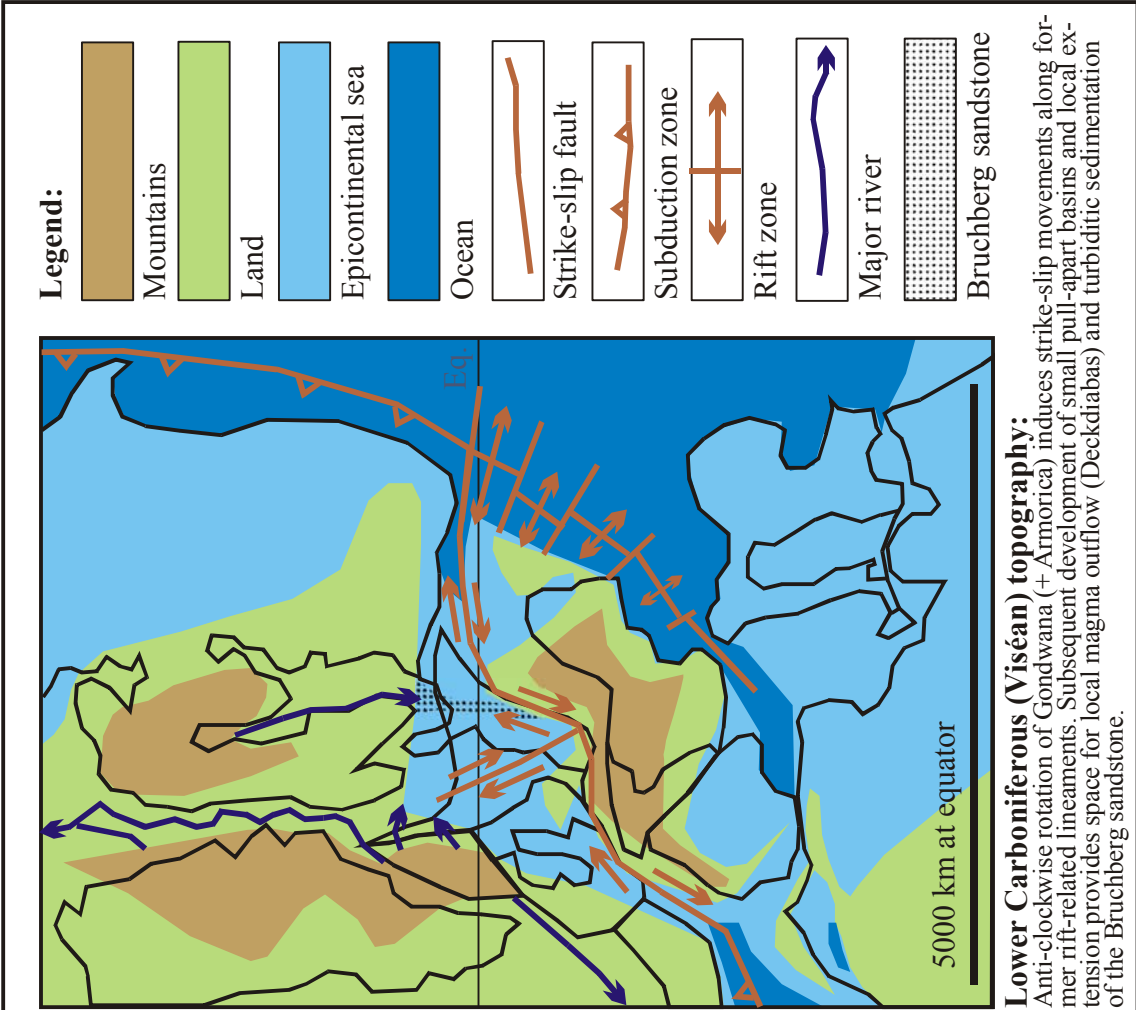 Legend:
Mountains
Land
Epicontinental sea
Ocean
Strike-slip fault
Subduction zone
Rift zone
Major river
Bruchberg sandstone
Eq.
5000 km at equator
Lower Carboniferous (Viséan) topography:
Anti-clockwise rotation of Gondwana (+ Armorica) induces strike-slip movements along for-
mer rift-related lineaments. Subsequent development of small pull-apart basins and local ex-
tension provides space for local magma outflow (Deckdiabas) and turbiditic sedimentation
of the Bruchberg sandstone.